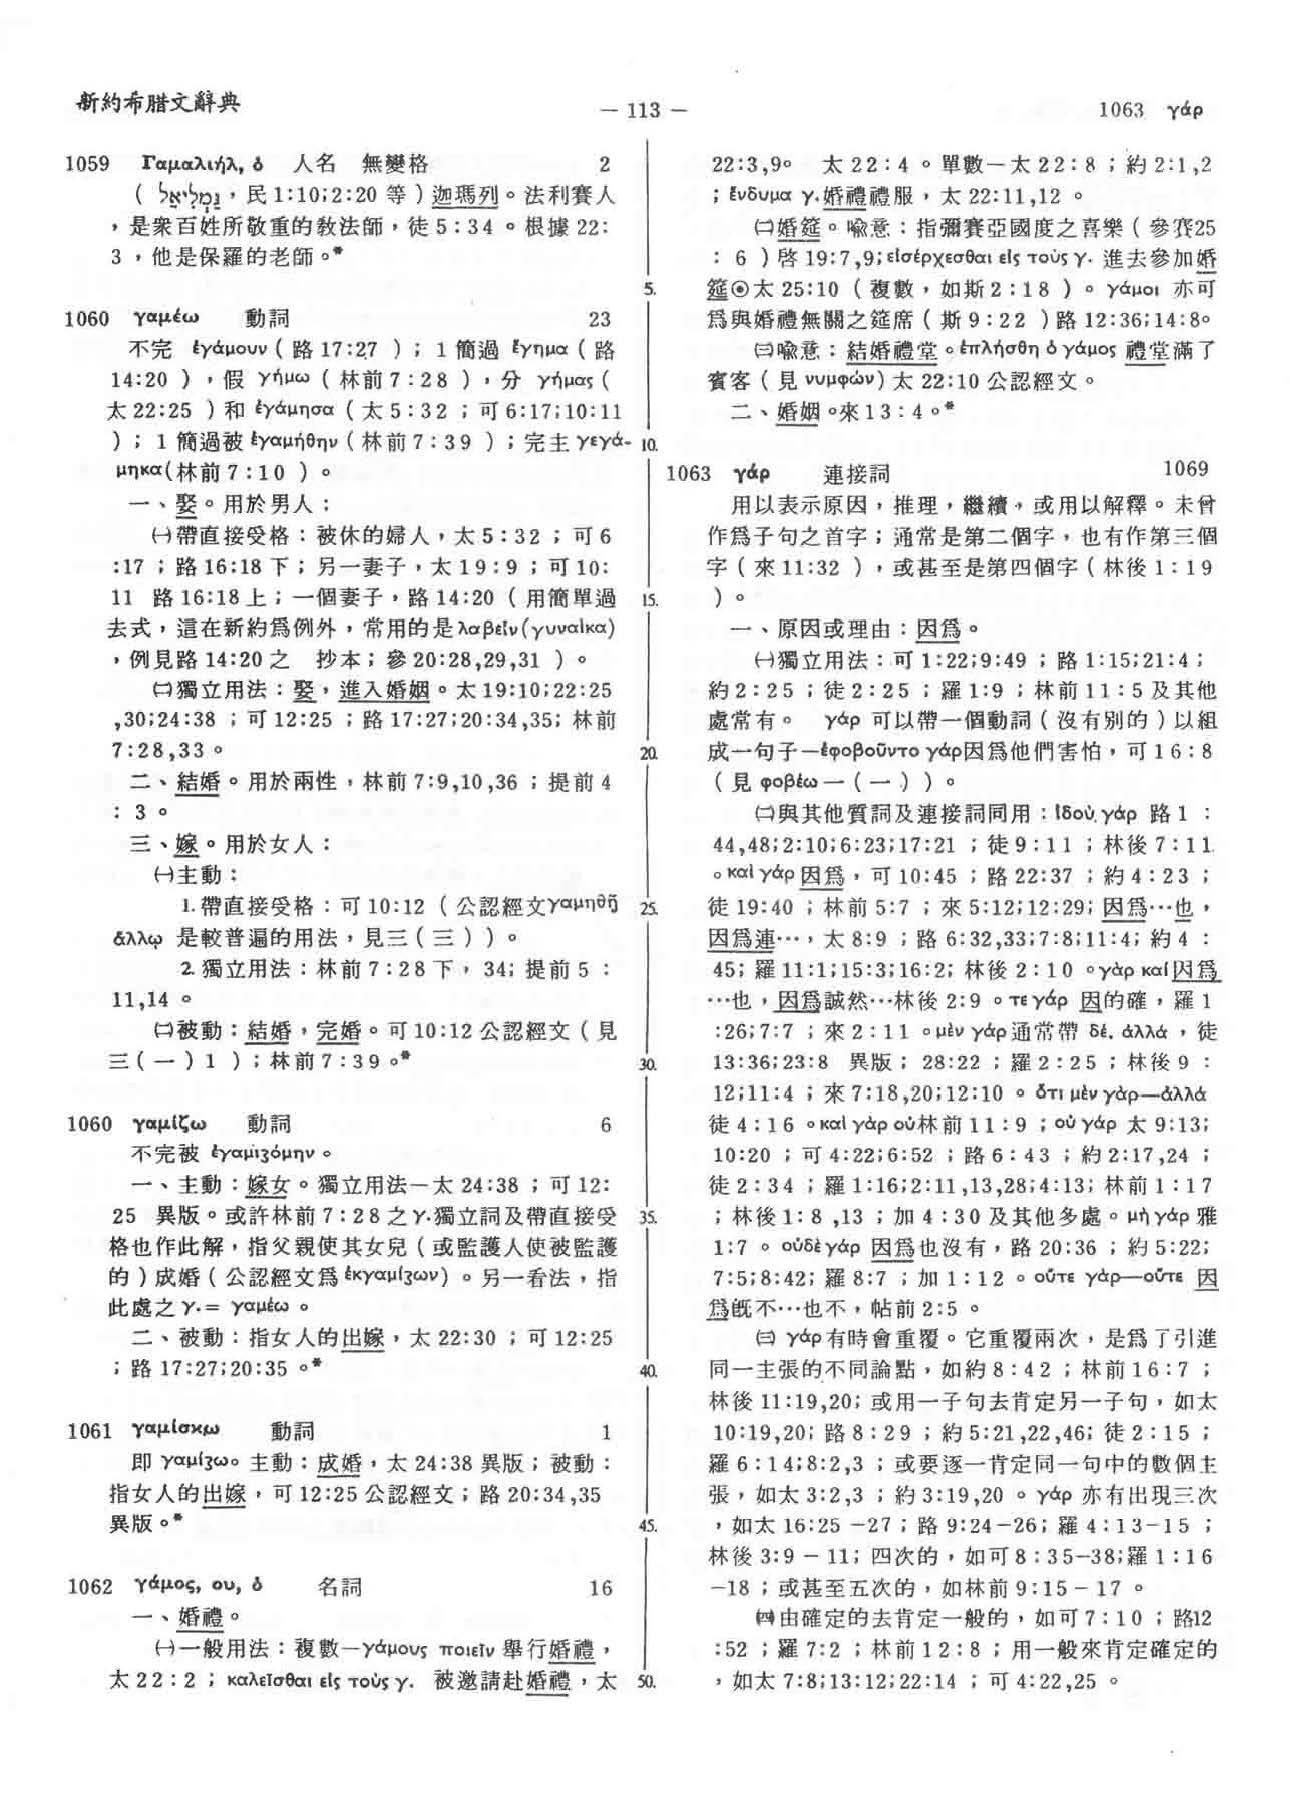 新約希腊文辭典
— 113 —
1063 γάρ
1059 Γαμαλιήλ, ὁ 人名 無變格 2
( גַּמְלִיאֵל，民1:10;2:20 等 ) 迦瑪列。法利賽人
，是衆百姓所敬重的敎法師，徒5:34。根據22:
3，他是保羅的老師。*
1060 γαμέω 動詞 23
不完 ἐγάμουν ( 路17:27 )；1簡過 ἔγημα ( 路
14:20 )，假 γήμω ( 林前7:28 )，分 γήμας (
太22:25 ) 和 ἐγάμησα ( 太5:32；可6:17;10:11
)；1簡過被 ἐγαμήθην ( 林前7:39 )；完主 γεγά-
μηκα(林前7:10 )。
一、娶。用於男人：
㈠帶直接受格：被休的婦人，太5:32；可6
:17；路16:18下；另一妻子，太19:9；可10:
11 路16:18上；一個妻子，路14:20 ( 用簡單過
去式，這在新約爲例外，常用的是λαβεῖν(γυναῖκα)
，例見路14:20之 抄本；參20:28,29,31 )。
㈡獨立用法：娶，進入婚姻。太19:10;22:25
,30;24:38；可12:25；路17:27;20:34,35; 林前
7:28,33。
二、結婚。用於兩性，林前7:9,10,36；提前4
:3。
三、嫁。用於女人：
㈠主動：
1.帶直接受格：可10:12 ( 公認經文γαμηθῇ
ἄλλῳ 是較普遍的用法，見三(三) )。
2.獨立用法：林前7:28下，34; 提前5：
11,14。
㈡被動：結婚，完婚。可10:12公認經文 ( 見
三(一)1 )；林前7:39。*
1060 γαμίζω 動詞 6
不完被 ἐγαμιζόμην。
一、主動：嫁女。獨立用法—太24:38；可12:
25 異版。或許林前7:28之γ.獨立詞及帶直接受
格也作此解，指父親使其女兒 ( 或監護人使被監護
的 ) 成婚 ( 公認經文爲ἐκγαμίζων )。另一看法，指
此處之γ.= γαμέω。
二、被動：指女人的出嫁，太22:30；可12:25
；路17:27;20:35。*
1061 γαμίσκω 動詞 1
即 γαμίζω。主動：成婚，太24:38異版；被動：
指女人的出嫁，可12:25公認經文；路20:34,35
異版。*
1062 γάμος, ου, ὁ 名詞 16
一、婚禮。
㈠一般用法：複數—γάμους ποιεῖν 舉行婚禮，
太22:2；καλεῖσθαι εἰς τοὺς γ. 被邀請赴婚禮，太
5.
10.
15.
20.
25.
30.
35.
40.
45.
50.
22:3,9。 太22:4。單數—太22:8；約2:1,2
；ἔνδυμα γ.婚禮禮服，太22:11,12。
㈡婚筵。喩意：指彌賽亞國度之喜樂 ( 參賽25
:6 ) 啓19:7,9; εἰσέρχεσθαι εἰς τοὺς γ. 進去參加婚
筵⊙太25:10 ( 複數，如斯2:18 )。γάμοι 亦可
爲與婚禮無關之筵席 ( 斯9:22 ) 路12:36;14:8。
㈢喩意：結婚禮堂。ἐπλήσθη ὁ γάμος 禮堂滿了
賓客 ( 見 νυμφών) 太22:10公認經文。
二、婚姻。來13:4。*
1063 γάρ 連接詞 1069
用以表示原因，推理，繼續，或用以解釋。未曾
作爲子句之首字；通常是第二個字，也有作第三個
字 ( 來11:32 )，或甚至是第四個字 ( 林後1:19
)。
一、原因或理由：因爲。
㈠獨立用法：可1:22;9:49；路1:15;21:4；
約2:25；徒2:25；羅1:9；林前11:5及其他
處常有。 γάρ 可以帶一個動詞 ( 沒有別的 ) 以組
成一句子—ἐφοβοῦντο γάρ因爲他們害怕，可16:8
( 見 φοβέω一(一) )。
㈡與其他質詞及連接詞同用：ἰδοὺ γάρ 路1：
44,48;2:10;6:23;17:21；徒9:11；林後7:11
。καὶ γάρ因爲，可10:45；路22:37；約4:23；
徒19:40；林前5:7；來5:12;12:29; 因爲…也，
因爲連…，太8:9；路6:32,33;7:8;11:4; 約4：
45; 羅11:1;15:3;16:2; 林後2:10。γὰρ καί因爲
…也，因爲誠然…林後2:9。τε γάρ 因的確，羅1
:26;7:7；來2:11。μὲν γάρ通常帶 δέ, ἀλλά，徒
13:36;23:8 異版；28:22；羅2:25；林後9：
12;11:4；來7:18,20;12:10。ὅτι μὲν γὰρ—ἀλλά
徒4:16。καὶ γὰρ οὐ林前11:9；οὐ γάρ 太9:13;
10:20；可4:22;6:52；路6:43；約2:17,24；
徒2:34；羅1:16;2:11,13,28;4:13; 林前1:17
；林後1:8,13；加4:30及其他多處。μὴ γάρ 雅
1:7。οὐδὲ γάρ 因爲也沒有，路20:36；約5:22;
7:5;8:42; 羅8:7；加1:12。οὔτε γὰρ—οὔτε 因
爲旣不…也不，帖前2:5。
㈢ γάρ有時會重覆。它重覆兩次，是爲了引進
同一主張的不同論點，如約8:42；林前16:7；
林後11:19,20; 或用一子句去肯定另一子句，如太
10:19,20; 路8:29；約5:21,22,46; 徒2:15；
羅6:14;8:2,3；或要逐一肯定同一句中的數個主
張，如太3:2,3；約3:19,20。γάρ 亦有出現三次
，如太16:25-27；路9:24-26; 羅4:13-15；
林後3:9-11; 四次的，如可8:35-38;羅1:16
-18；或甚至五次的，如林前9:15-17。
㈣由確定的去肯定一般的，如可7:10；路12
:52；羅7:2；林前12:8；用一般來肯定確定的
，如太7:8;13:12;22:14；可4:22,25。